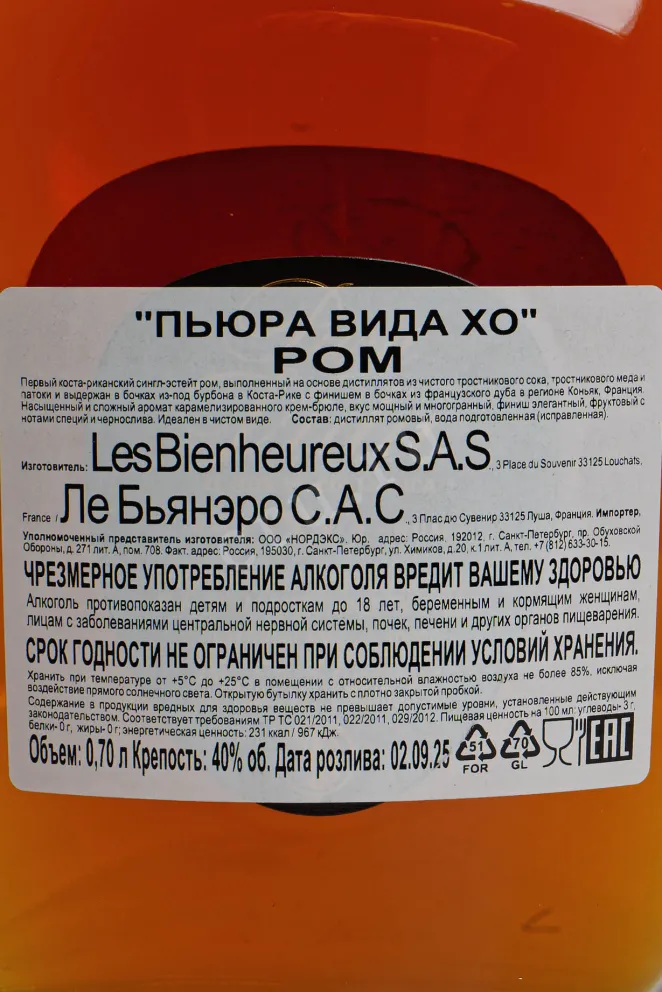 "ПЬЮРА ВИДА ХО"
РОМ
Первый коста-риканский сингл-эстейт ром, выполненный на основе дистиллятов из чистого тростникового сока, тростникового меда и
патоки и выдержан в бочках из-под бурбона в Коста-Рике с финишем в бочках из французского дуба в регионе Коньяк, Франция.
Насыщенный и сложный аромат карамелизированного крем-брюле, вкус мощный и многогранный, финиш элегантный, фруктовый с
нотами специй и чернослива. Идеален в чистом виде. Состав: дистиллят ромовый, вода подготовленная (исправленная).
Изготовитель: Les Bienheureux S.A.S., 3 Place du Souvenir 33125 Louchats,
France / Ле Бьянэро С.А.С., 3 Плас дю Сувенир 33125 Луша, Франция. Импортер,
Уполномоченный представитель изготовителя: ООО «НОРДЭКС». Юр. адрес: Россия, 192012, г. Санкт-Петербург, пр. Обуховской
Обороны, д. 271 лит. А, пом. 708. Факт. адрес: Россия, 195030, г. Санкт-Петербург, ул. Химиков, д.20, к.1 лит. А, тел. +7 (812) 633-30-15.
ЧРЕЗМЕРНОЕ УПОТРЕБЛЕНИЕ АЛКОГОЛЯ ВРЕДИТ ВАШЕМУ ЗДОРОВЬЮ
Алкоголь противопоказан детям и подросткам до 18 лет, беременным и кормящим женщинам,
лицам с заболеваниями центральной нервной системы, почек, печени и других органов пищеварения.
СРОК ГОДНОСТИ НЕ ОГРАНИЧЕН ПРИ СОБЛЮДЕНИИ УСЛОВИЙ ХРАНЕНИЯ.
Хранить при температуре от +5°С до +25°С в помещении с относительной влажностью воздуха не более 85%, исключая
воздействие прямого солнечного света. Открытую бутылку хранить с плотно закрытой пробкой.
Содержание в продукции вредных для здоровья веществ не превышает допустимые уровни, установленные действующим
законодательством. Соответствует требованиям ТР ТС 021/2011, 022/2011, 029/2012. Пищевая ценность на 100 мл: углеводы- 3 г,
белки- 0 г, жиры- 0 г; энергетическая ценность: 231 ккал / 967 кДж.
Объем: 0,70 л Крепость: 40% об. Дата розлива: 02.09.25
51 FOR
70 GL
ЕАС